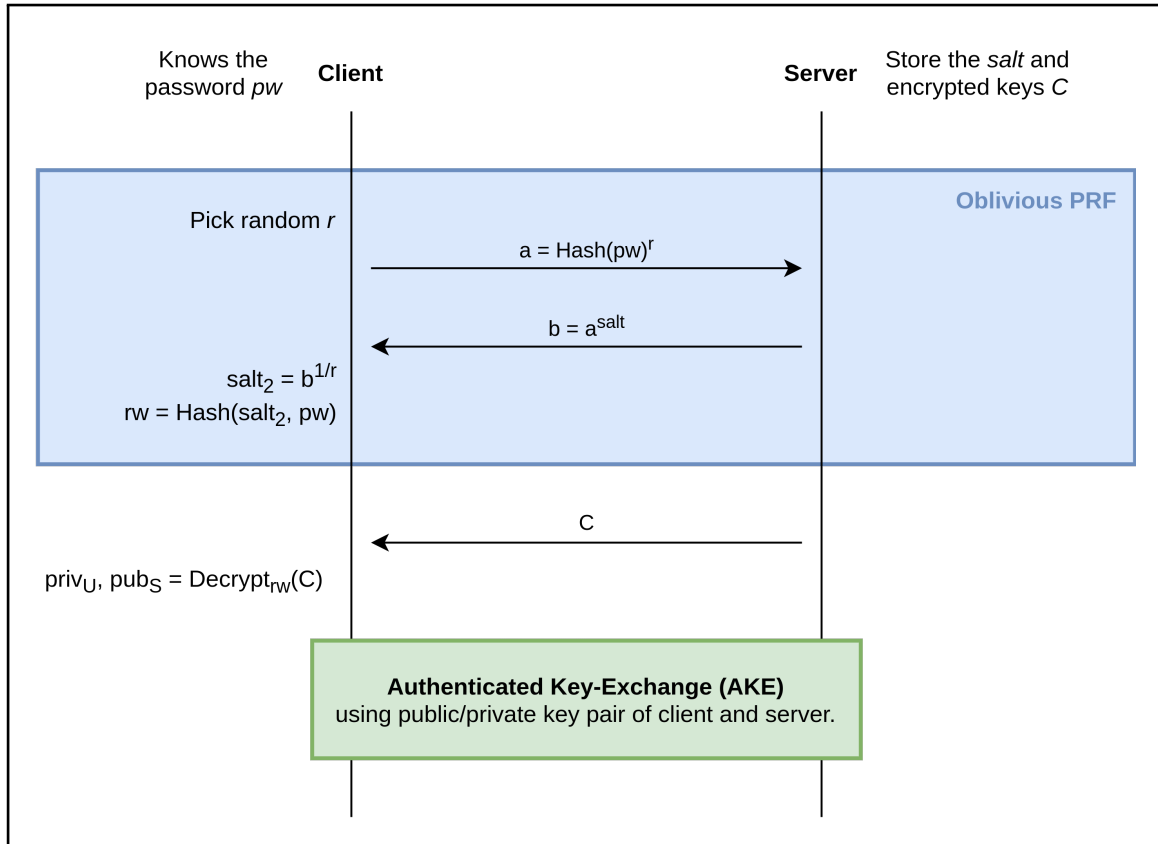 Knows the
password pw
Client
Server
Store the salt and
encrypted keys C
Oblivious PRF
Pick random r
a = Hash(pw)^r
b = a^salt
salt₂ = b^1/r
rw = Hash(salt₂, pw)
C
priv_U, pub_S = Decrypt_rw(C)
Authenticated Key-Exchange (AKE)
using public/private key pair of client and server.